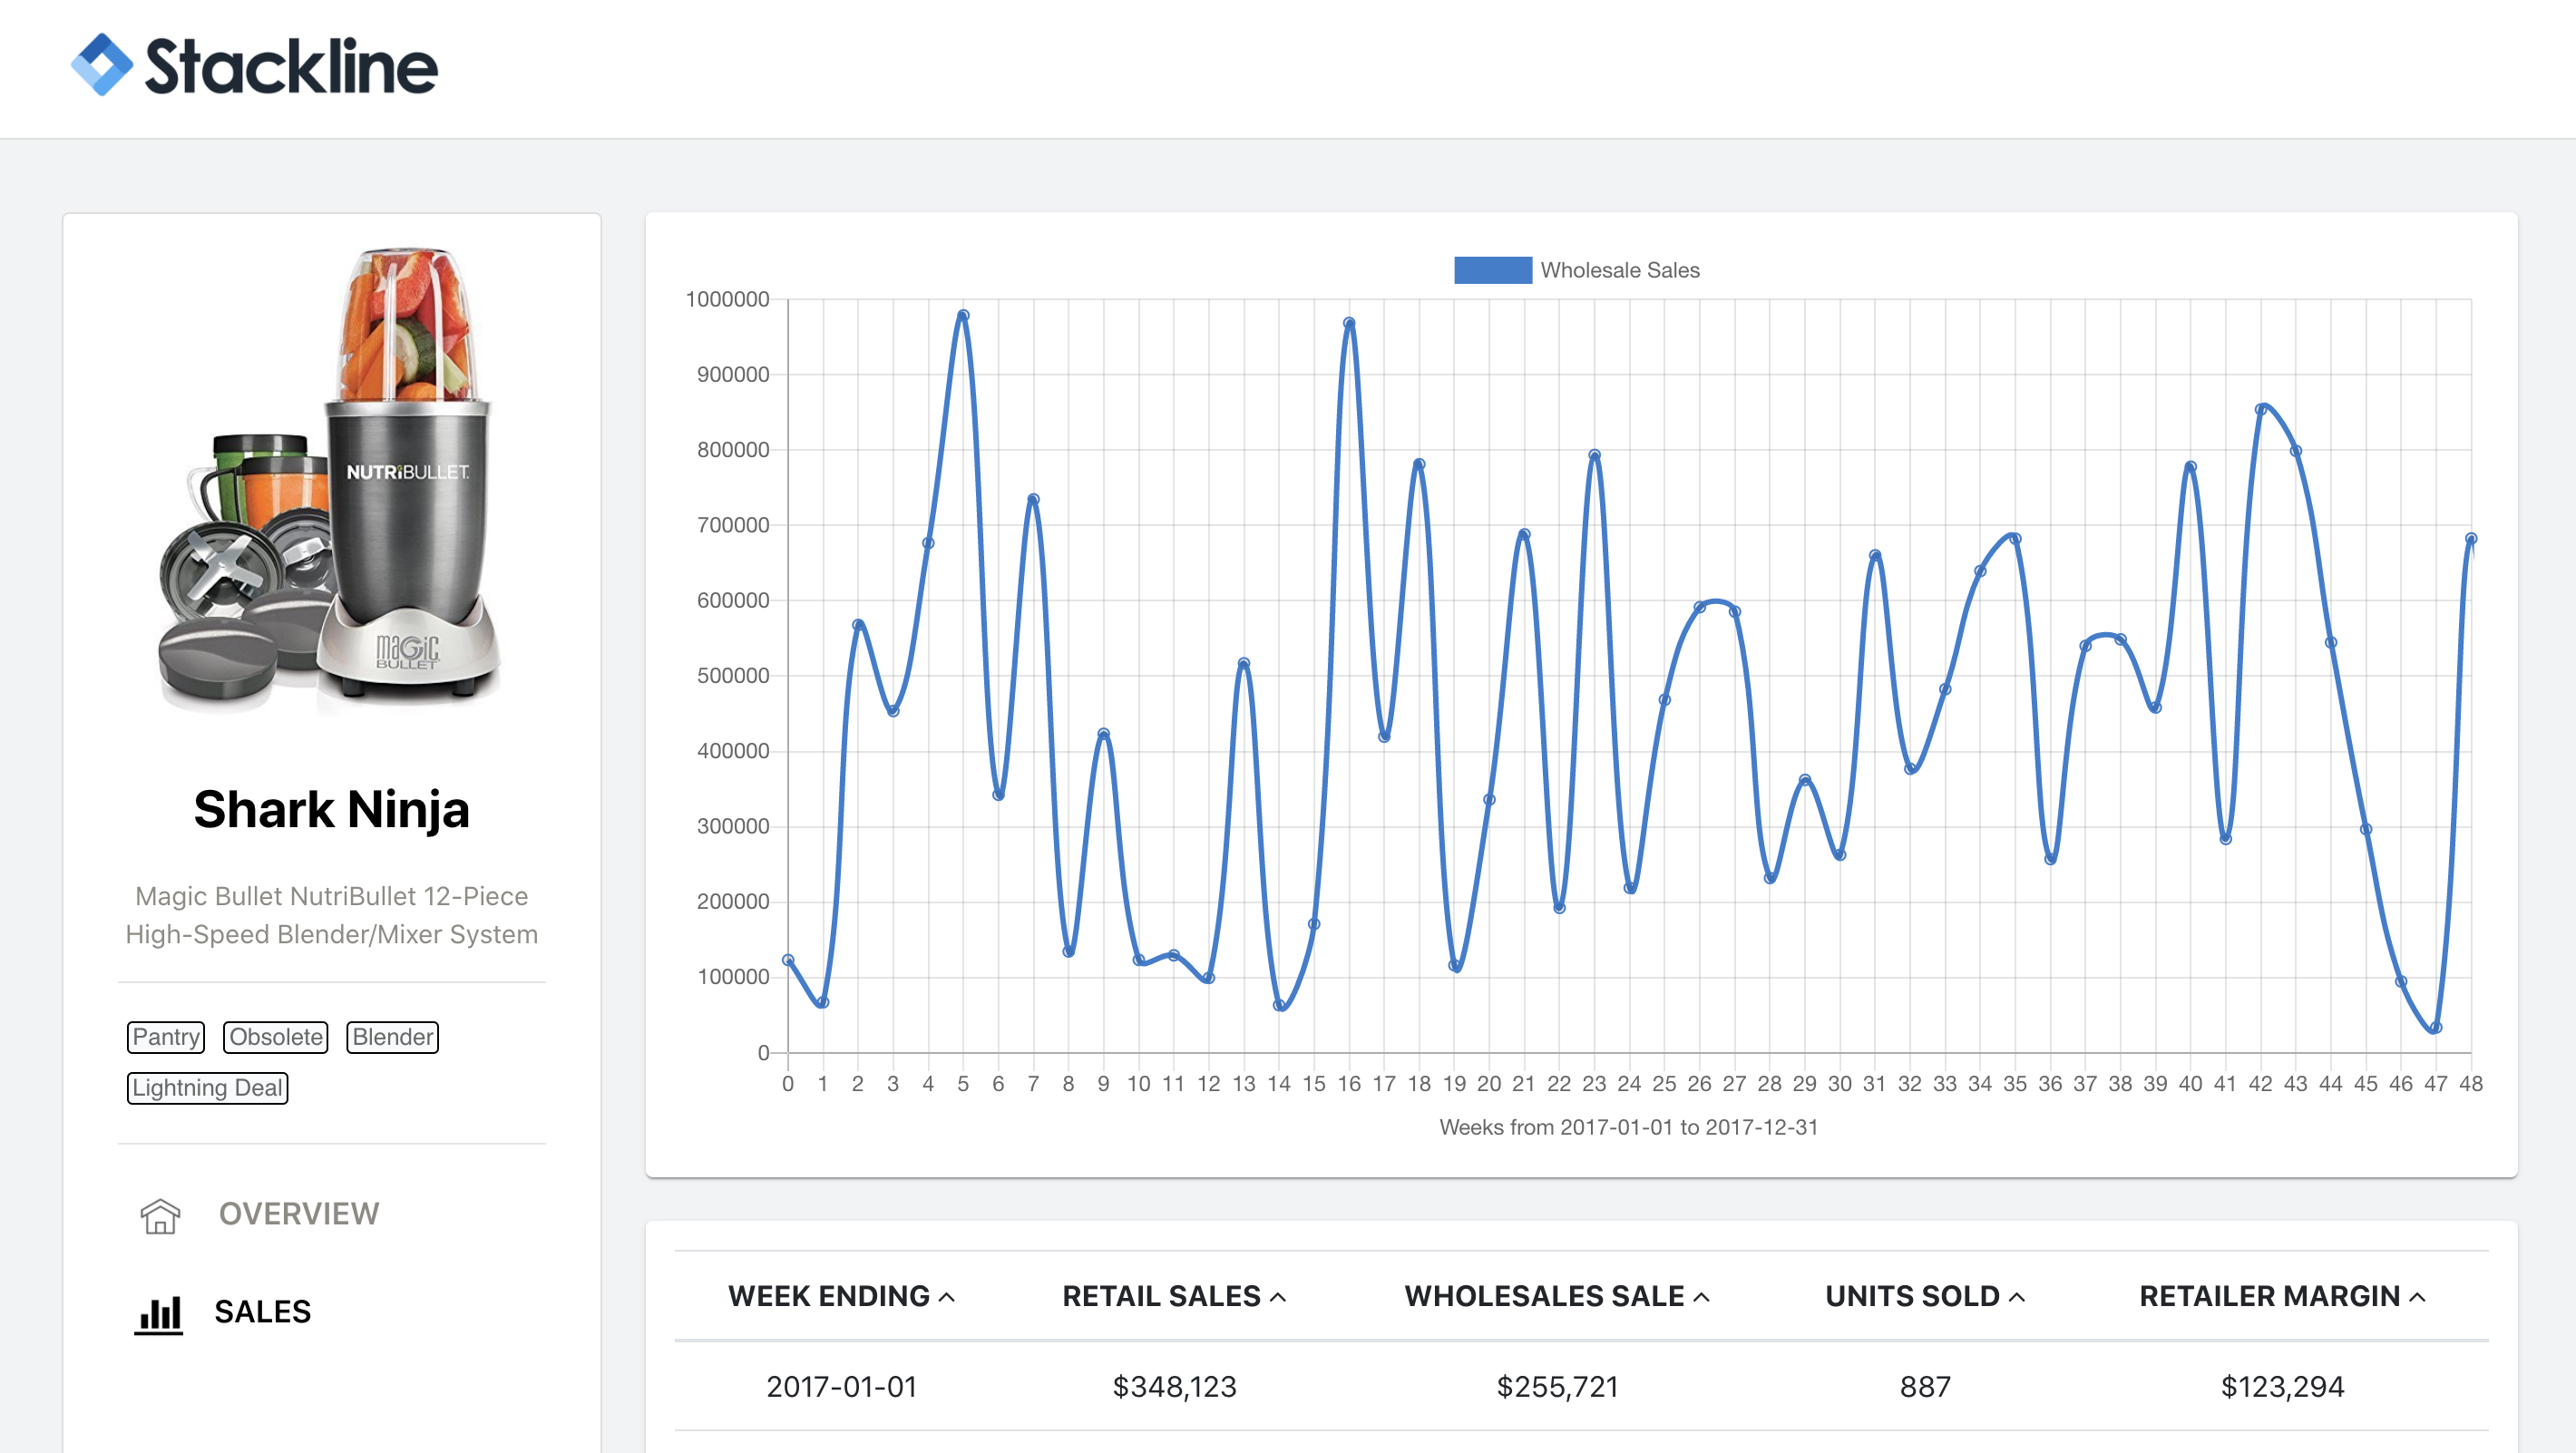 Stackline
NUTRiBULLET.
MAGIC
BULLET
Shark Ninja
Magic Bullet NutriBullet 12-Piece
High-Speed Blender/Mixer System
Pantry Obsolete Blender
Lightning Deal
OVERVIEW
SALES
Wholesale Sales
1000000
900000
800000
700000
600000
500000
400000
300000
200000
100000
0
0 1 2 3 4 5 6 7 8 9 10 11 12 13 14 15 16 17 18 19 20 21 22 23 24 25 26 27 28 29 30 31 32 33 34 35 36 37 38 39 40 41 42 43 44 45 46 47 48
Weeks from 2017-01-01 to 2017-12-31
WEEK ENDING RETAIL SALES WHOLESALES SALE UNITS SOLD RETAILER MARGIN
2017-01-01 $348,123 $255,721 887 $123,294